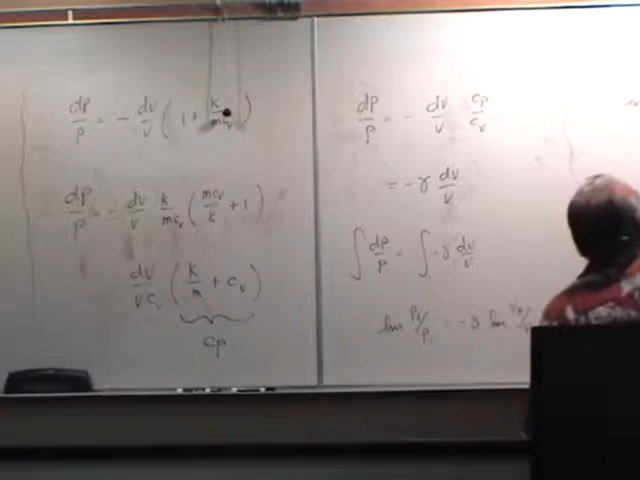 dP/P = - dv/v ( 1 + k/mcᵥ )
dP/P = - dv/v k/mcᵥ ( mcᵥ/k + 1 )
dv/vcᵥ ( k/m + cᵥ )
cp
dP/P = - dv/v cp/cᵥ
= - γ dv/v
∫ dP/P = ∫ -γ dv/v